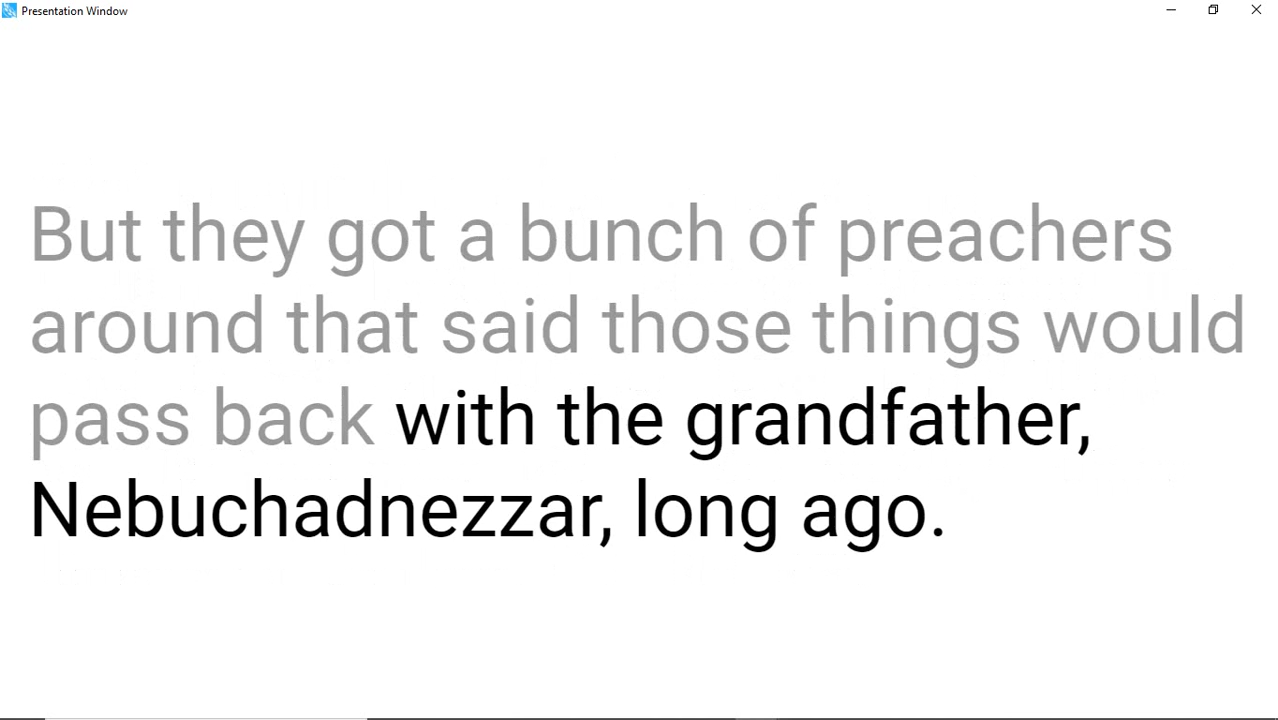 Presentation Window
But they got a bunch of preachers
around that said those things would
pass back with the grandfather,
Nebuchadnezzar, long ago.